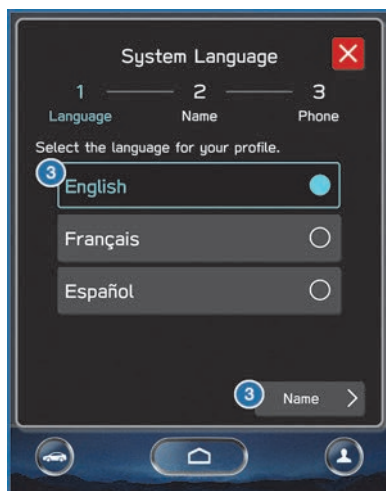 System Language
1 2 3
Language Name Phone
Select the language for your profile.
3
English
Français
Español
3 Name